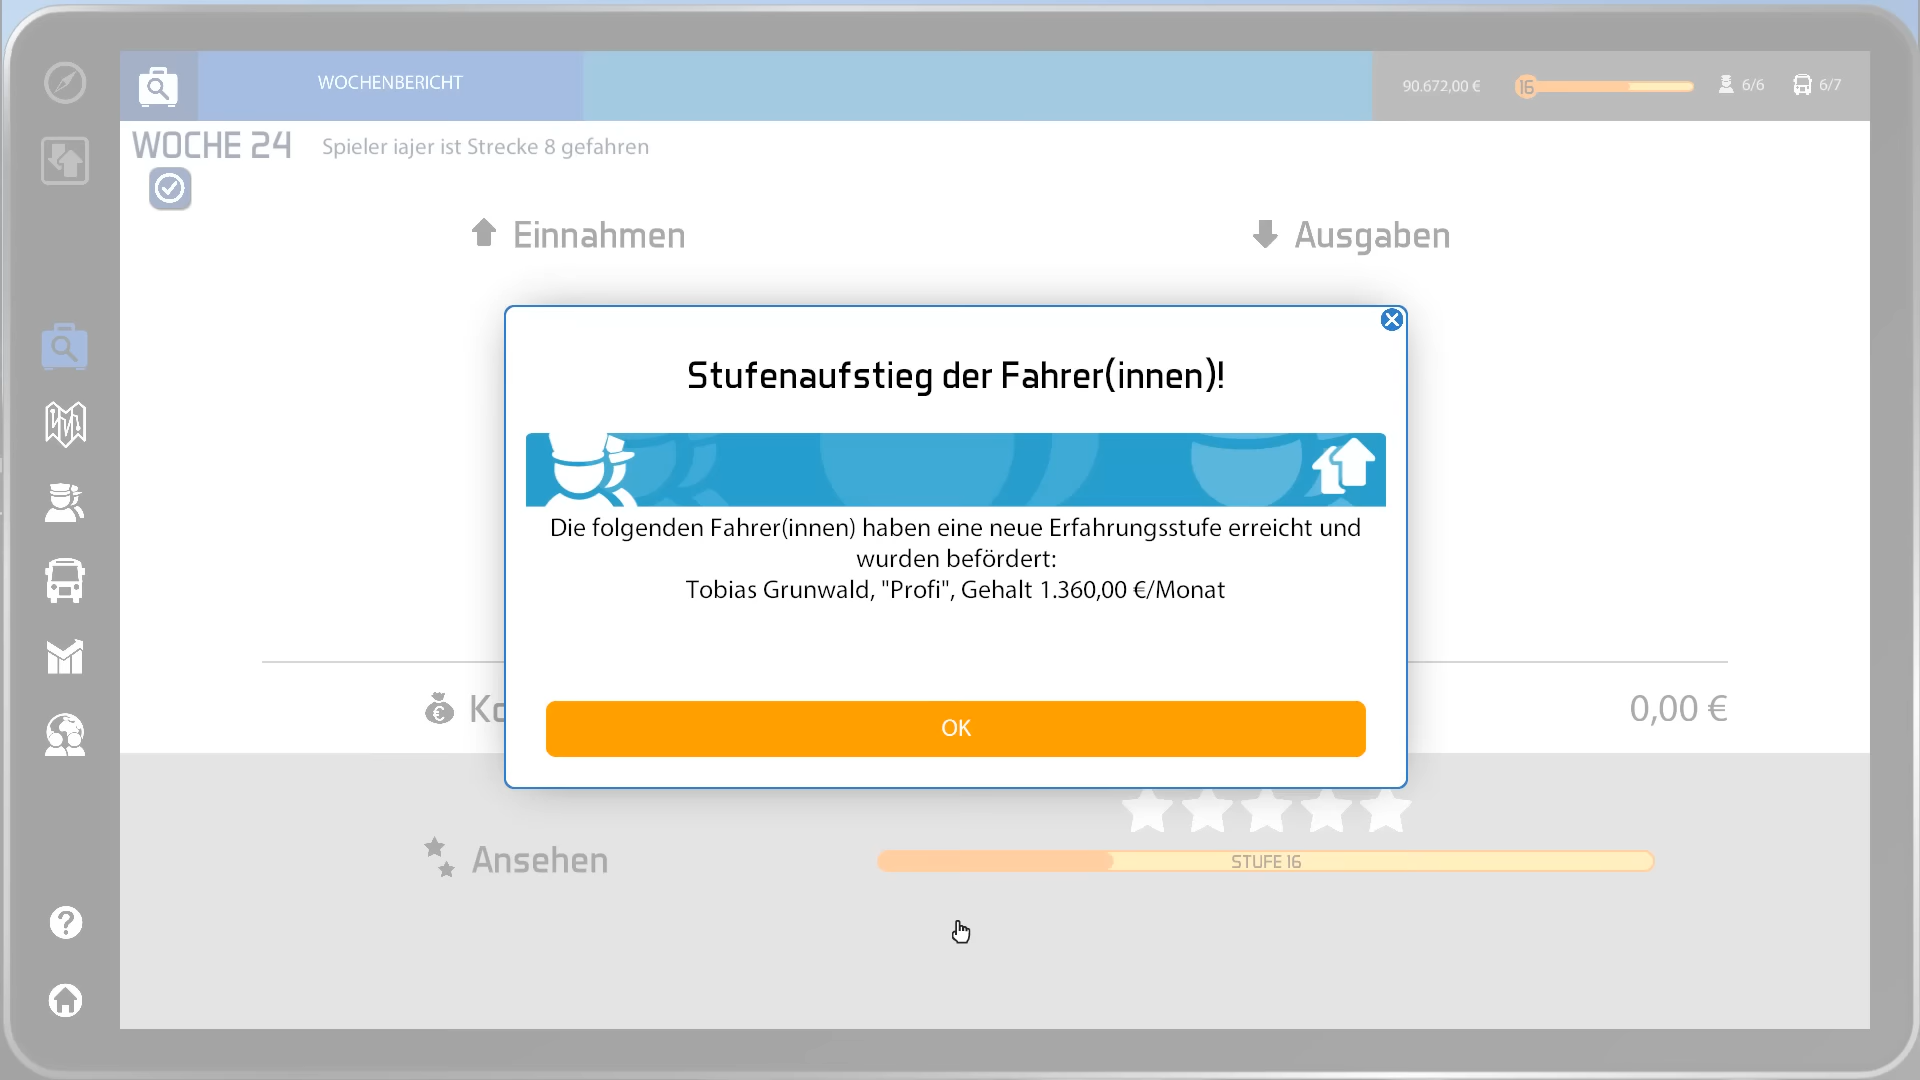 WOCHENBERICHT
90.672,00 €
16
6/6
6/7
WOCHE 24
Spieler iajer ist Strecke 8 gefahren
Einnahmen
Ausgaben
Stufenaufstieg der Fahrer(innen)!
Die folgenden Fahrer(innen) haben eine neue Erfahrungsstufe erreicht und
wurden befördert:
Tobias Grunwald, "Profi", Gehalt 1.360,00 €/Monat
Ko
0,00 €
OK
Ansehen
STUFE 16